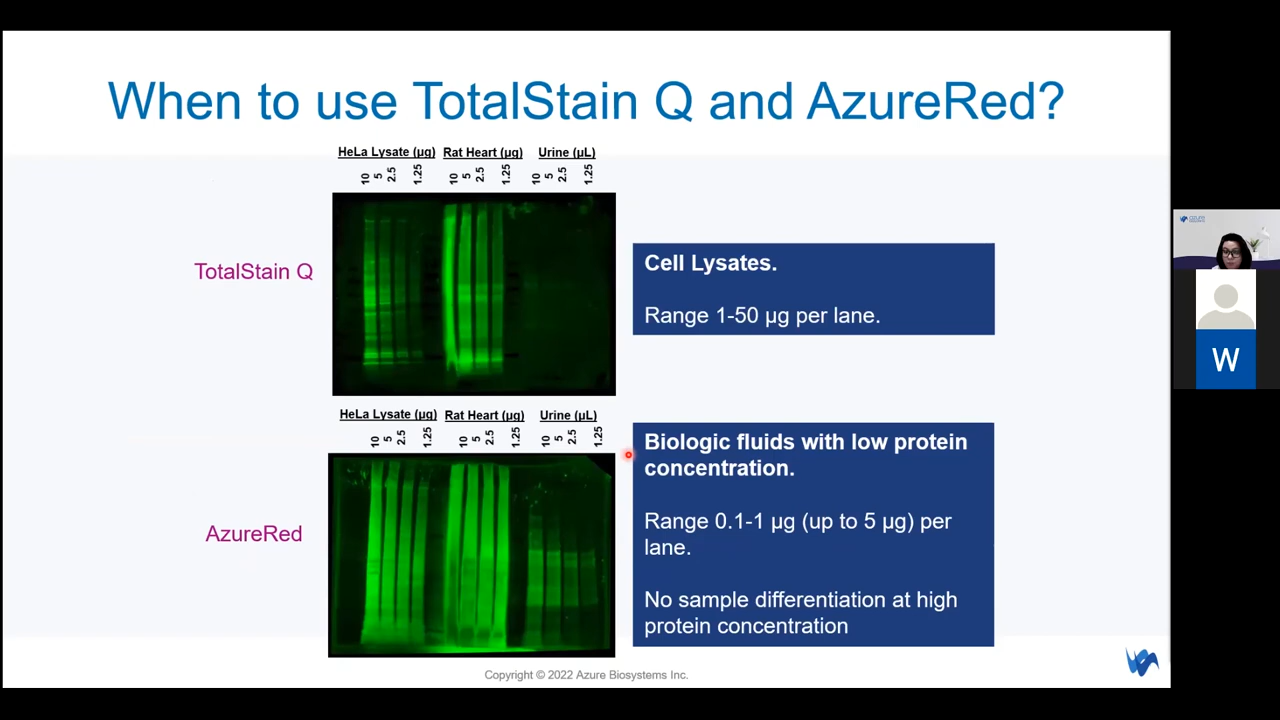 When to use TotalStain Q and AzureRed?
HeLa Lysate (µg) Rat Heart (µg) Urine (µL)
10 5 2.5 1.25 10 5 2.5 1.25 10 5 2.5 1.25
TotalStain Q
Cell Lysates.
Range 1-50 µg per lane.
HeLa Lysate (µg) Rat Heart (µg) Urine (µL)
10 5 2.5 1.25 10 5 2.5 1.25 10 5 2.5 1.25
AzureRed
Biologic fluids with low protein
concentration.
Range 0.1-1 µg (up to 5 µg) per
lane.
No sample differentiation at high
protein concentration
Copyright © 2022 Azure Biosystems Inc.
azure
W